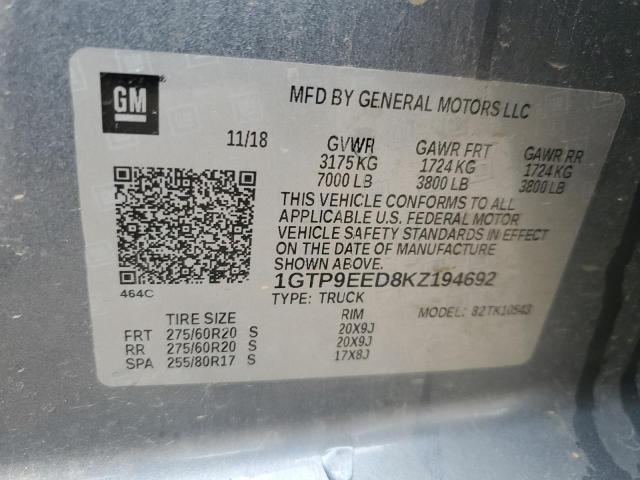 GM
MFD BY GENERAL MOTORS LLC
11/18 GVWR GAWR FRT GAWR RR
3175 KG 1724 KG 1724 KG
7000 LB 3800 LB 3800 LB
THIS VEHICLE CONFORMS TO ALL
APPLICABLE U.S. FEDERAL MOTOR
VEHICLE SAFETY STANDARDS IN EFFECT
ON THE DATE OF MANUFACTURE
SHOWN ABOVE.
464C 1GTP9EED8KZ194692
TYPE: TRUCK MODEL: 82TK10543
TIRE SIZE RIM
FRT 275/60R20 S 20X9J
RR 275/60R20 S 20X9J
SPA 255/80R17 S 17X8J